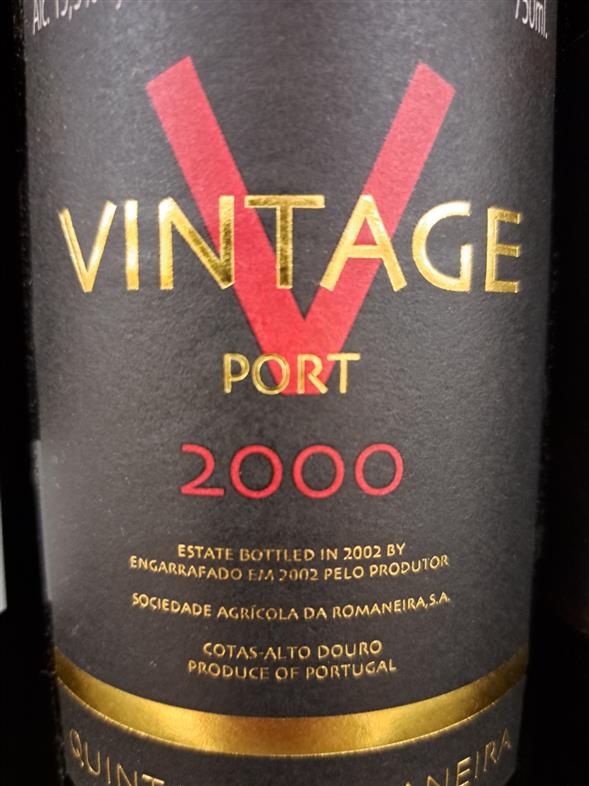 750ml.
V
VINTAGE
PORT
2000
ESTATE BOTTLED IN 2002 BY
ENGARRAFADO EM 2002 PELO PRODUTOR
SOCIEDADE AGRÍCOLA DA ROMANEIRA, S.A.
COTAS-ALTO DOURO
PRODUCE OF PORTUGAL